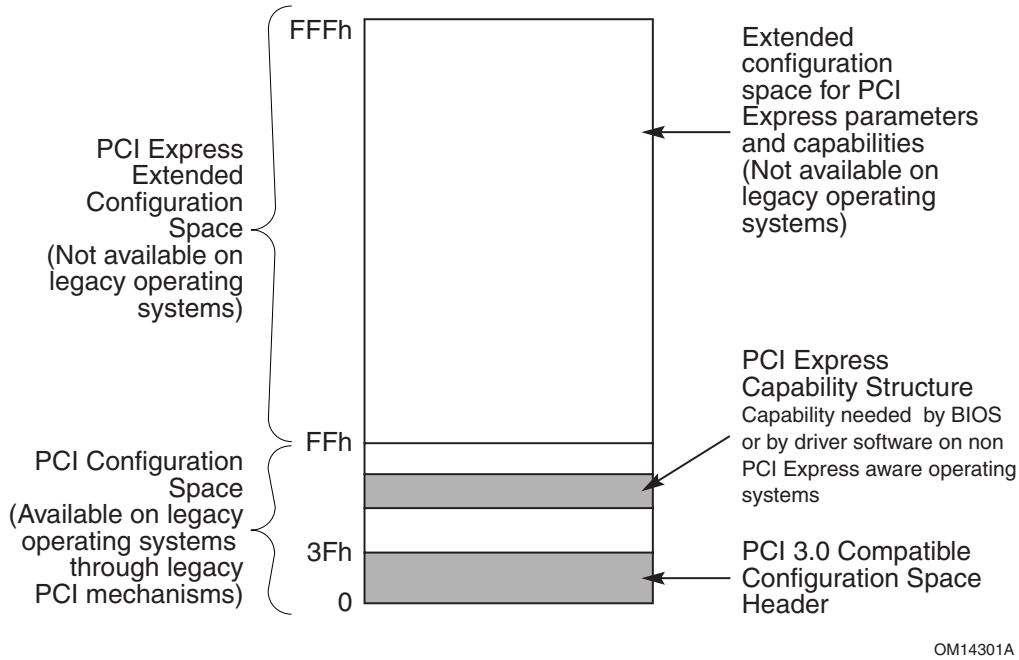 FFFh
PCI Express
Extended
Configuration
Space
(Not available on
legacy operating
systems)
Extended
configuration
space for PCI
Express parameters
and capabilities
(Not available on
legacy operating
systems)
FFh
PCI Configuration
Space
(Available on legacy
operating systems
through legacy
PCI mechanisms)
3Fh
0
PCI Express
Capability Structure
Capability needed by BIOS
or by driver software on non
PCI Express aware operating
systems
PCI 3.0 Compatible
Configuration Space
Header
OM14301A